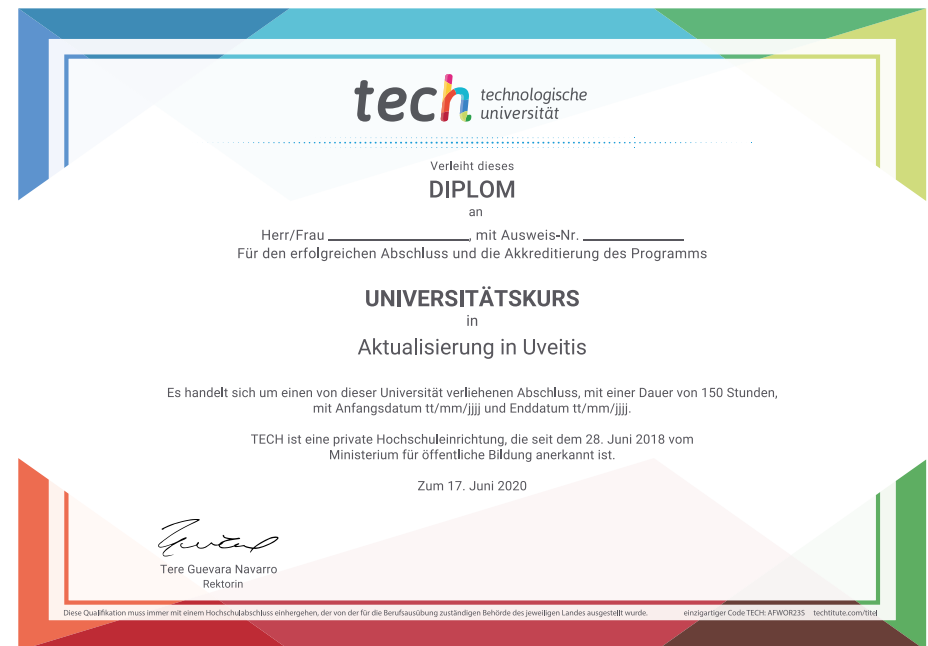 tech technologische
universität
Verleiht dieses
DIPLOM
an
Herr/Frau ____________, mit Ausweis-Nr. ____________
Für den erfolgreichen Abschluss und die Akkreditierung des Programms
UNIVERSITÄTSKURS
in
Aktualisierung in Uveitis
Es handelt sich um einen von dieser Universität verliehenen Abschluss, mit einer Dauer von 150 Stunden,
mit Anfangsdatum tt/mm/jjjj und Enddatum tt/mm/jjjj.
TECH ist eine private Hochschuleinrichtung, die seit dem 28. Juni 2018 vom
Ministerium für öffentliche Bildung anerkannt ist.
Zum 17. Juni 2020
Tere Guevara Navarro
Rektorin
Diese Qualifikation muss immer mit einem Hochschulabschluss einhergehen, der von der für die Berufsausübung zuständigen Behörde des jeweiligen Landes ausgestellt wurde. einzigartiger Code TECH: AFWOR23S techtitute.com/titel